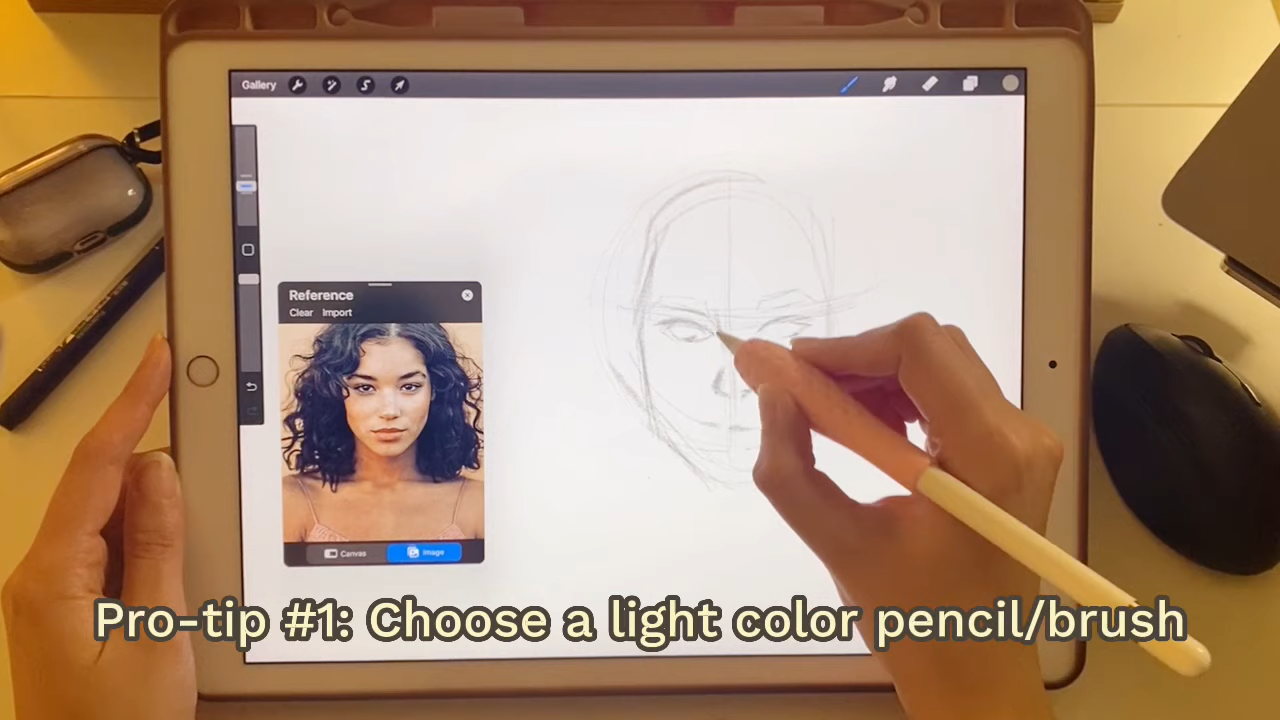 Gallery
Reference
Clear Import
Canvas Image
Pro-tip #1: Choose a light color pencil/brush